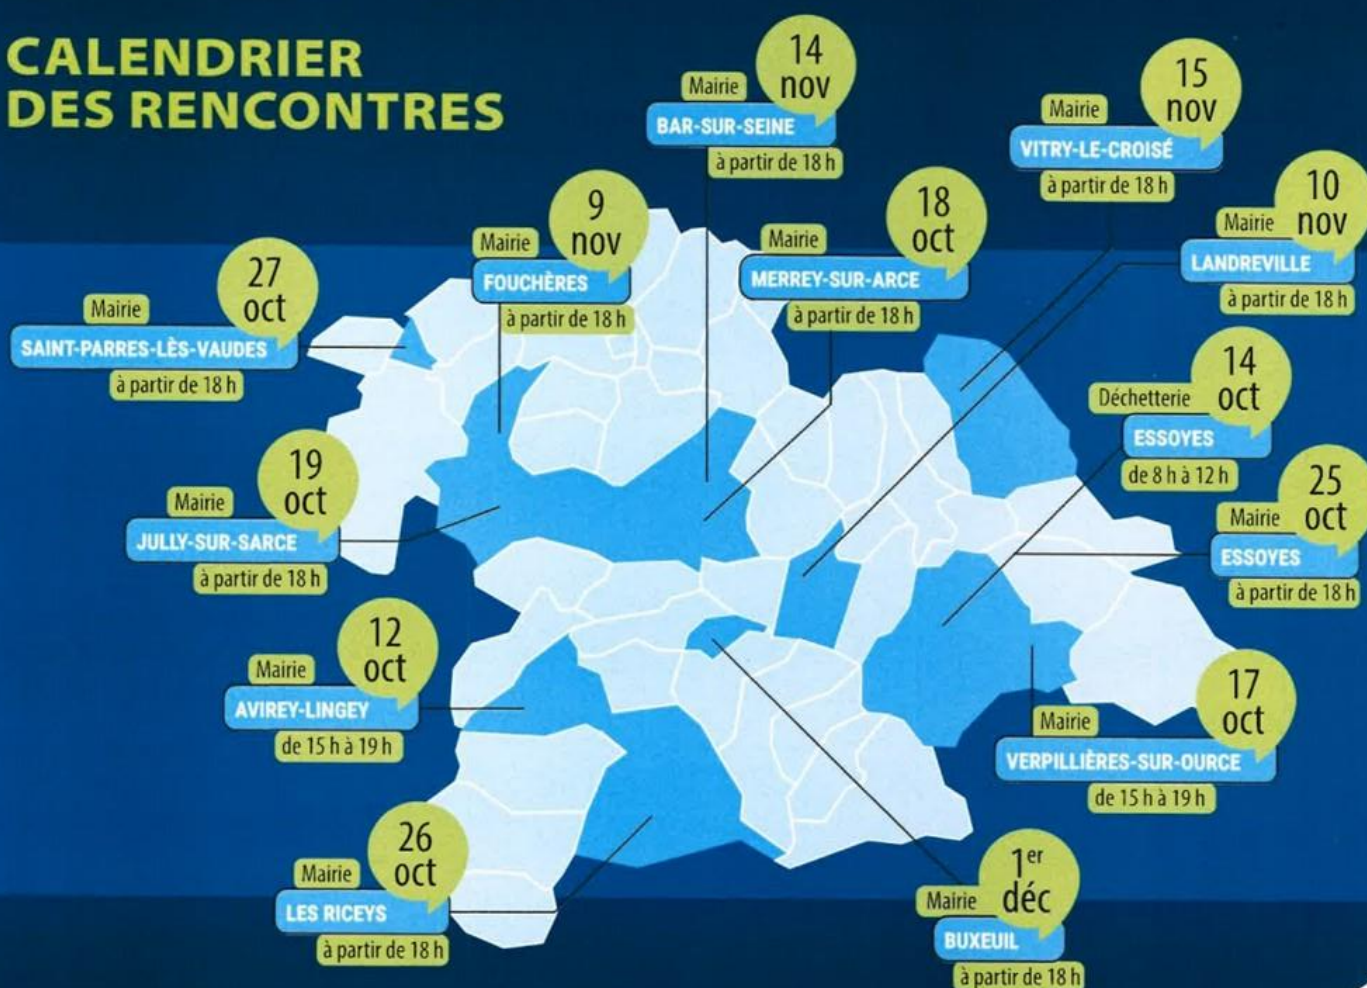 CALENDRIER
DES RENCONTRES
14
nov
Mairie
BAR-SUR-SEINE
à partir de 18 h
15
nov
Mairie
VITRY-LE-CROISÉ
à partir de 18 h
9
nov
Mairie
FOUCHÈRES
à partir de 18 h
18
oct
Mairie
MERREY-SUR-ARCE
à partir de 18 h
10
nov
Mairie
LANDREVILLE
à partir de 18 h
27
oct
Mairie
SAINT-PARRES-LÈS-VAUDES
à partir de 18 h
14
oct
Déchetterie
ESSOYES
de 8 h à 12 h
19
oct
Mairie
JULLY-SUR-SARCE
à partir de 18 h
25
oct
Mairie
ESSOYES
à partir de 18 h
12
oct
Mairie
AVIREY-LINGEY
de 15 h à 19 h
17
oct
Mairie
VERPILLIÈRES-SUR-OURCE
de 15 h à 19 h
26
oct
Mairie
LES RICEYS
à partir de 18 h
1er
déc
Mairie
BUXEUIL
à partir de 18 h